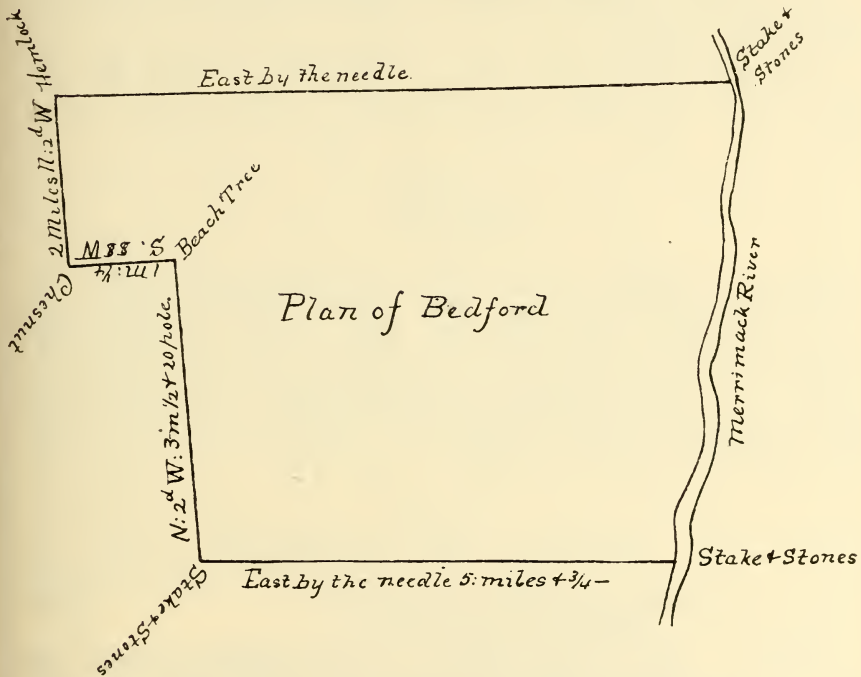 Hemlock
Stake &
Stones
East by the needle.
2 Miles N: 2d W
Beach Tree
S. 88 W
1 m: 1/4
Chesnut
Plan of Bedford
Merrimack River
N: 2d W: 3 m 1/2 & 20 pole.
Stake & Stones
East by the needle 5: miles & 3/4 —
Stake & Stones